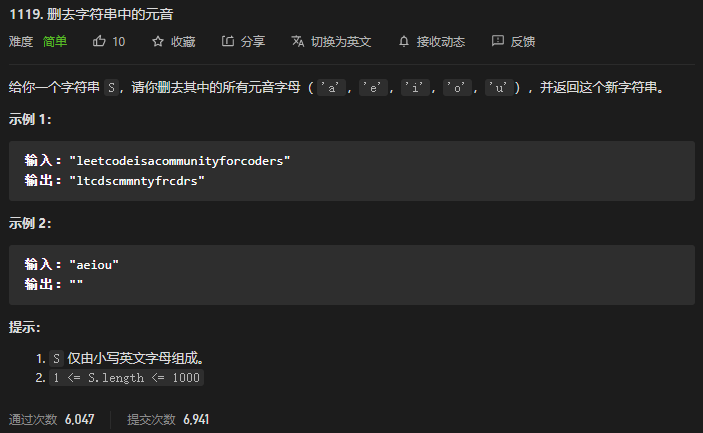 1119. 删去字符串中的元音
难度 简单 10 收藏 分享 切换为英文 接收动态 反馈
给你一个字符串 S，请你删去其中的所有元音字母（ 'a'，'e'，'i'，'o'，'u'），并返回这个新字符串。
示例 1：
输入："leetcodeisacommunityforcoders"
输出："ltcdscmmntyfrcdrs"
示例 2：
输入："aeiou"
输出：""
提示：
1. S 仅由小写英文字母组成。
2. 1 <= S.length <= 1000
通过次数 6,047 提交次数 6,941